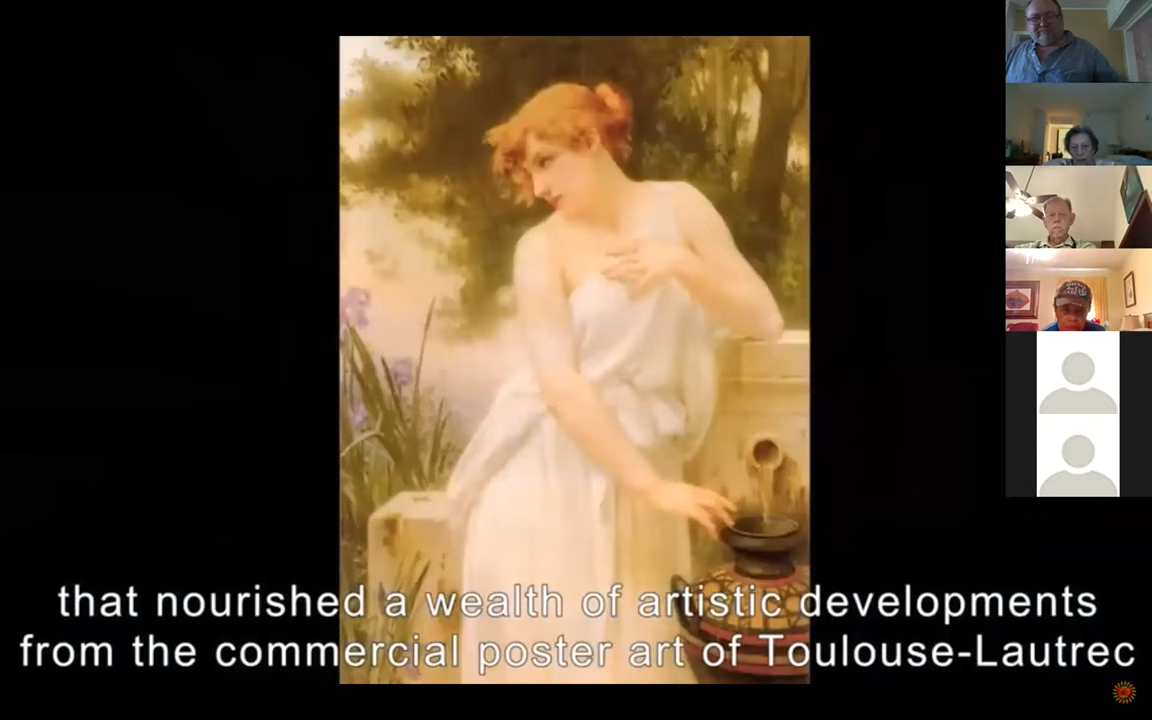 that nourished a wealth of artistic developments
from the commercial poster art of Toulouse-Lautrec